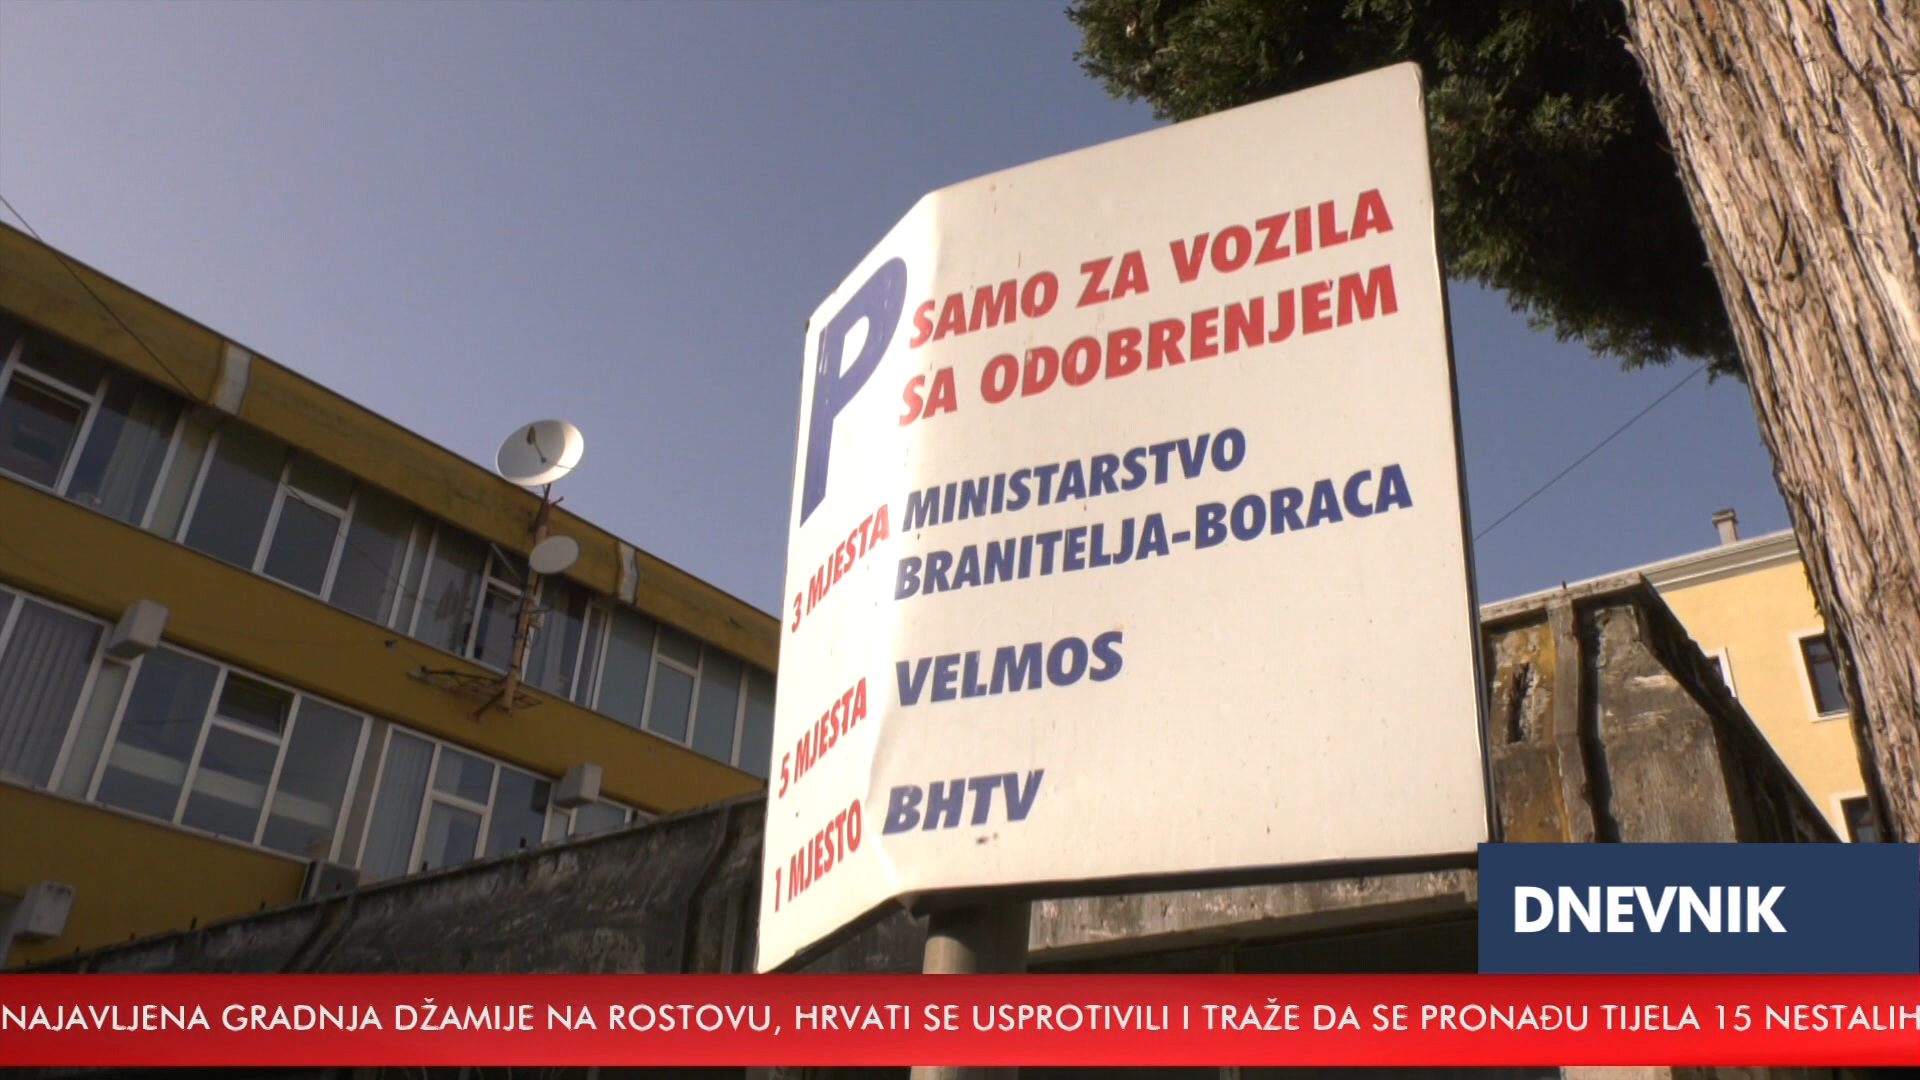 P
SAMO ZA VOZILA
SA ODOBRENJEM
3 MJESTA MINISTARSTVO
BRANITELJA-BORACA
5 MJESTA VELMOS
1 MJESTO BHTV
DNEVNIK
NAJAVLJENA GRADNJA DŽAMIJE NA ROSTOVU, HRVATI SE USPROTIVILI I TRAŽE DA SE PRONAĐU TIJELA 15 NESTALIH